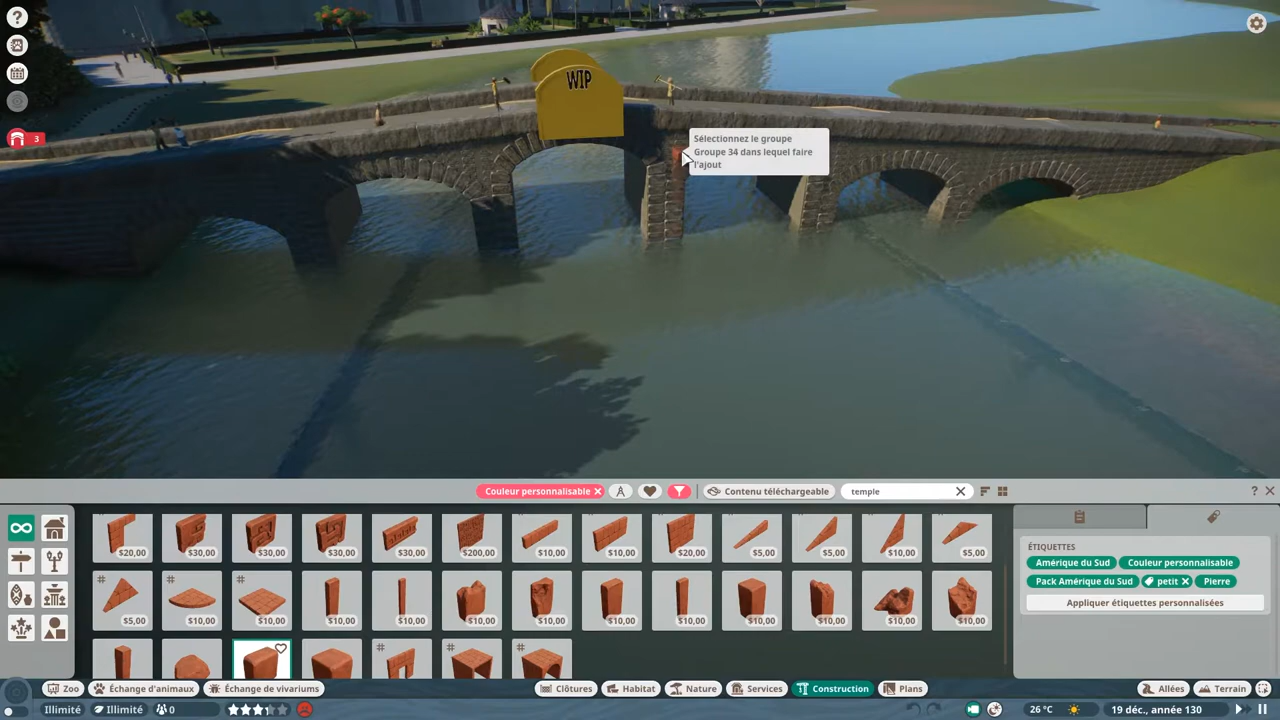 ?
WIP
3
Sélectionnez le groupe
Groupe 34 dans lequel faire
l'ajout
Couleur personnalisable ×
Contenu téléchargeable
temple
?
$20,00 $30,00 $30,00 $30,00 $30,00 $200,00 $10,00 $10,00 $20,00 $5,00 $5,00 $10,00 $5,00
$5,00 $10,00 $10,00 $10,00 $10,00 $10,00 $10,00 $10,00 $10,00 $10,00 $10,00 $10,00 $10,00
ÉTIQUETTES
Amérique du Sud Couleur personnalisable
Pack Amérique du Sud petit × Pierre
Appliquer étiquettes personnalisées
Zoo Échange d'animaux Échange de vivariums Clôtures Habitat Nature Services Construction Plans Allées Terrain
Illimité Illimité 0 26 °C 19 déc., année 130